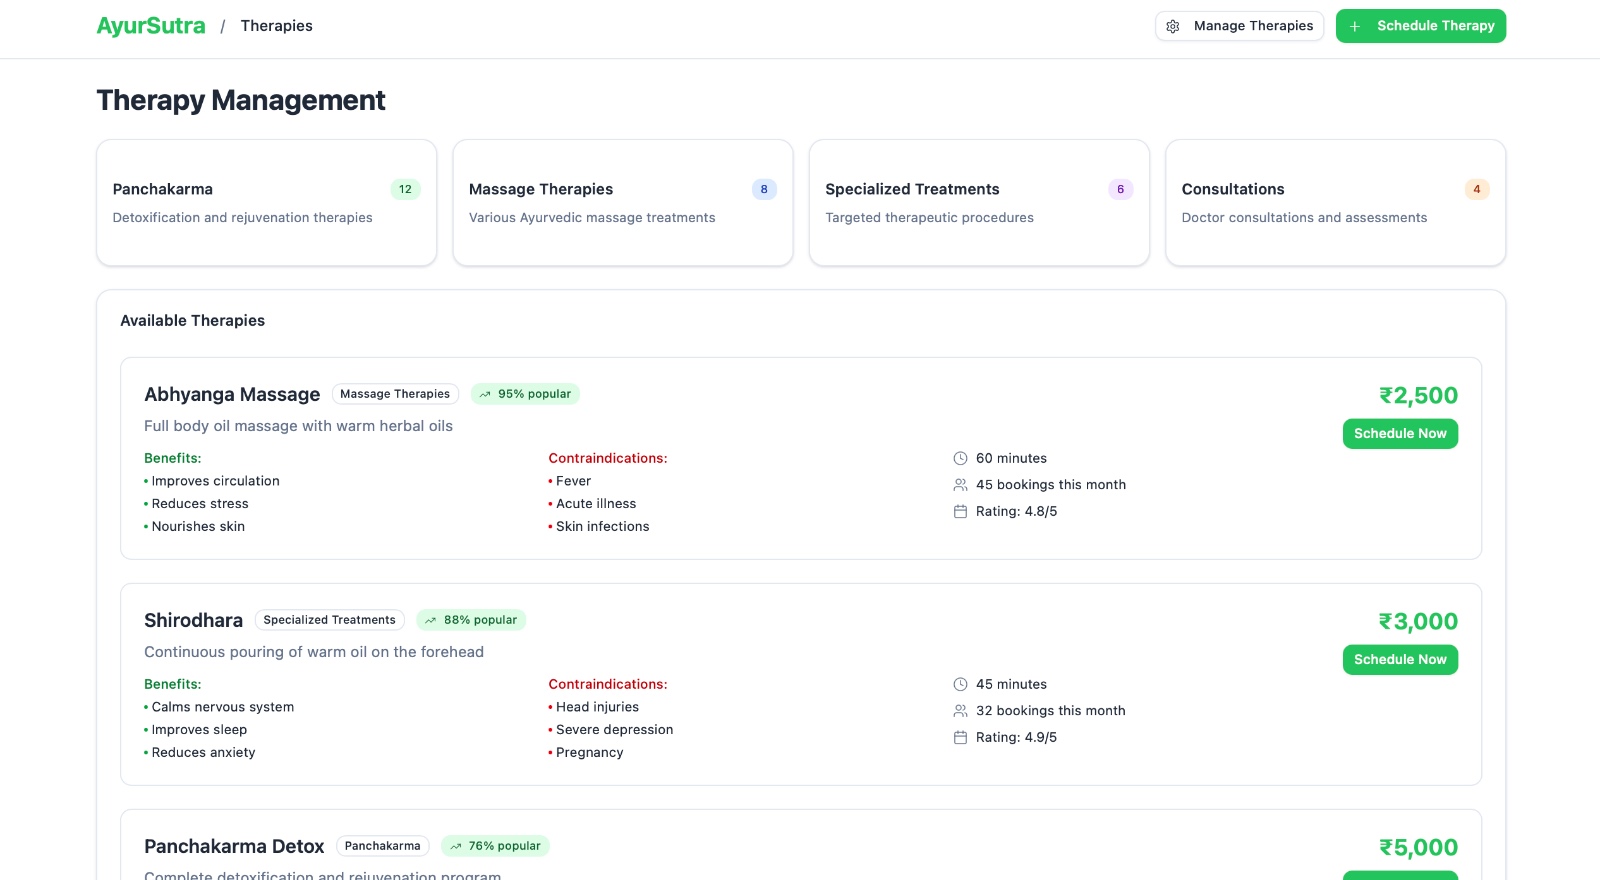 AyurSutra / Therapies
Manage Therapies
Schedule Therapy
Therapy Management
Panchakarma 12
Detoxification and rejuvenation therapies
Massage Therapies 8
Various Ayurvedic massage treatments
Specialized Treatments 6
Targeted therapeutic procedures
Consultations 4
Doctor consultations and assessments
Available Therapies
Abhyanga Massage Massage Therapies 95% popular
₹2,500
Full body oil massage with warm herbal oils
Schedule Now
Benefits:
• Improves circulation
• Reduces stress
• Nourishes skin
Contraindications:
• Fever
• Acute illness
• Skin infections
60 minutes
45 bookings this month
Rating: 4.8/5
Shirodhara Specialized Treatments 88% popular
₹3,000
Continuous pouring of warm oil on the forehead
Schedule Now
Benefits:
• Calms nervous system
• Improves sleep
• Reduces anxiety
Contraindications:
• Head injuries
• Severe depression
• Pregnancy
45 minutes
32 bookings this month
Rating: 4.9/5
Panchakarma Detox Panchakarma 76% popular
₹5,000
Complete detoxification and rejuvenation program